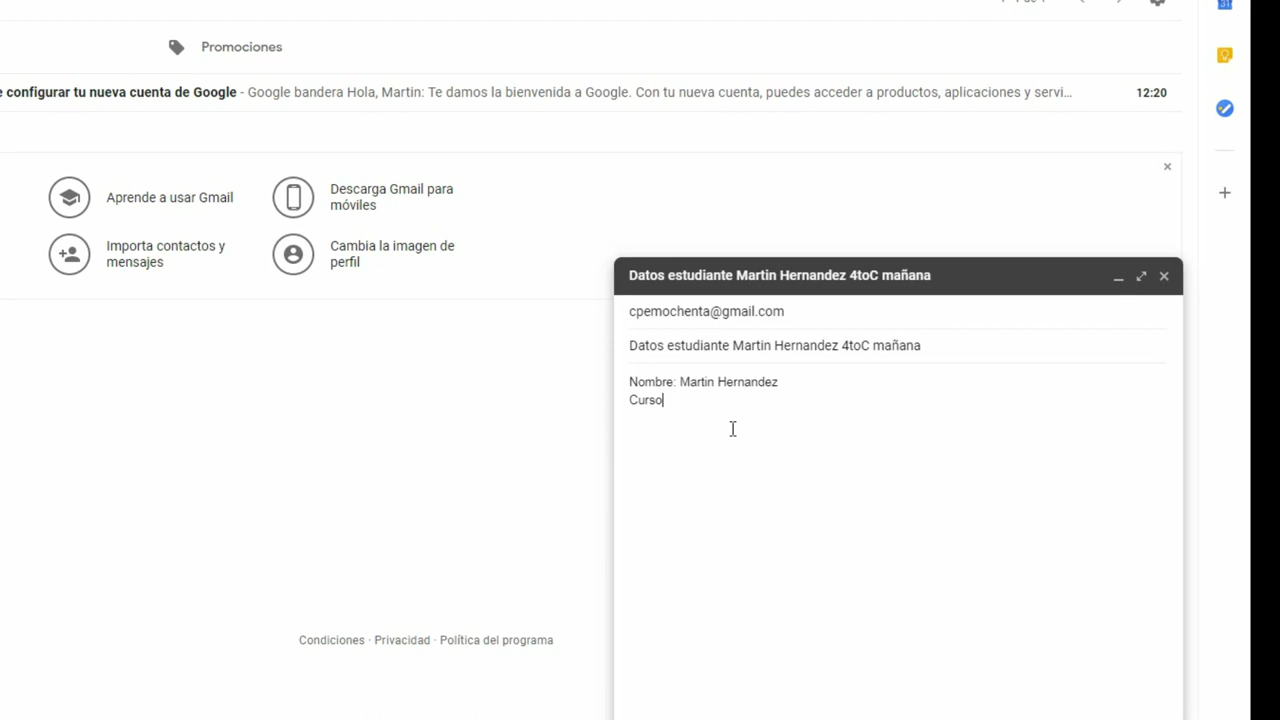 Promociones
e configurar tu nueva cuenta de Google - Google bandera Hola, Martin: Te damos la bienvenida a Google. Con tu nueva cuenta, puedes acceder a productos, aplicaciones y servi... 12:20
Aprende a usar Gmail
Descarga Gmail para
móviles
Importa contactos y
mensajes
Cambia la imagen de
perfil
Datos estudiante Martin Hernandez 4toC mañana
cpemochenta@gmail.com
Datos estudiante Martin Hernandez 4toC mañana
Nombre: Martin Hernandez
Curso
Condiciones · Privacidad · Política del programa
31